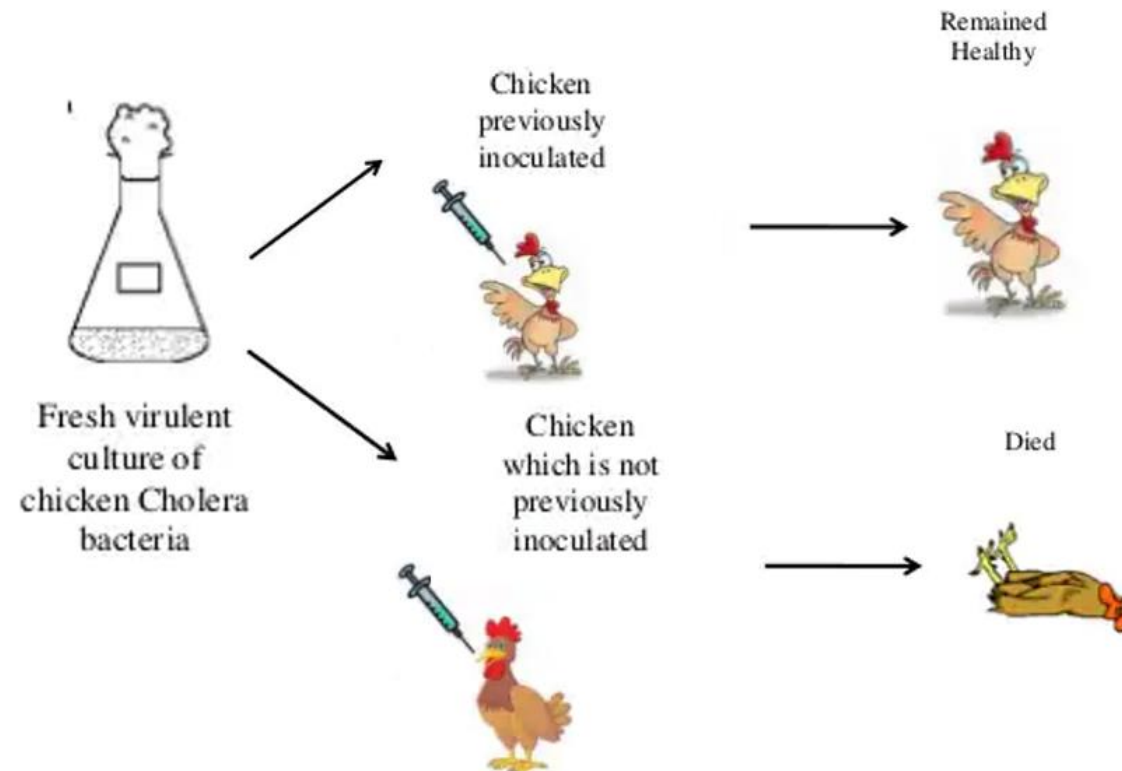 Remained
Healthy
Chicken
previously
inoculated
Fresh virulent
culture of
chicken Cholera
bacteria
Chicken
which is not
previously
inoculated
Died